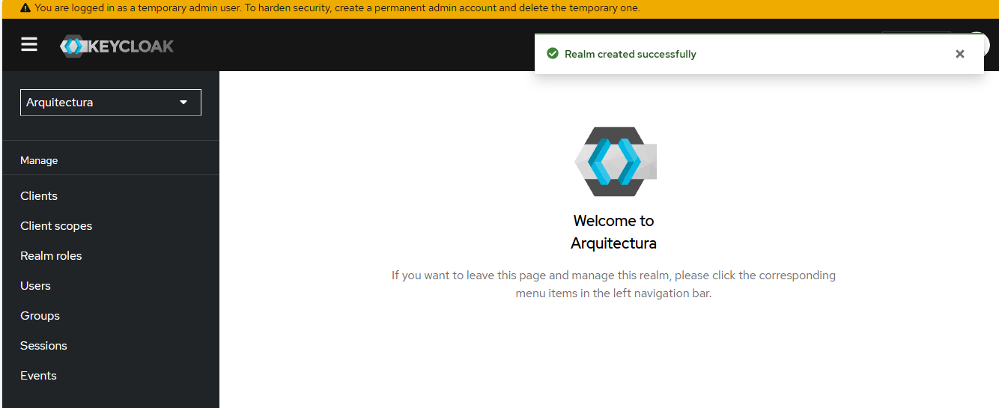 You are logged in as a temporary admin user. To harden security, create a permanent admin account and delete the temporary one.
KEYCLOAK
Realm created successfully
Arquitectura
Manage
Clients
Client scopes
Realm roles
Users
Groups
Sessions
Events
Welcome to
Arquitectura
If you want to leave this page and manage this realm, please click the corresponding
menu items in the left navigation bar.